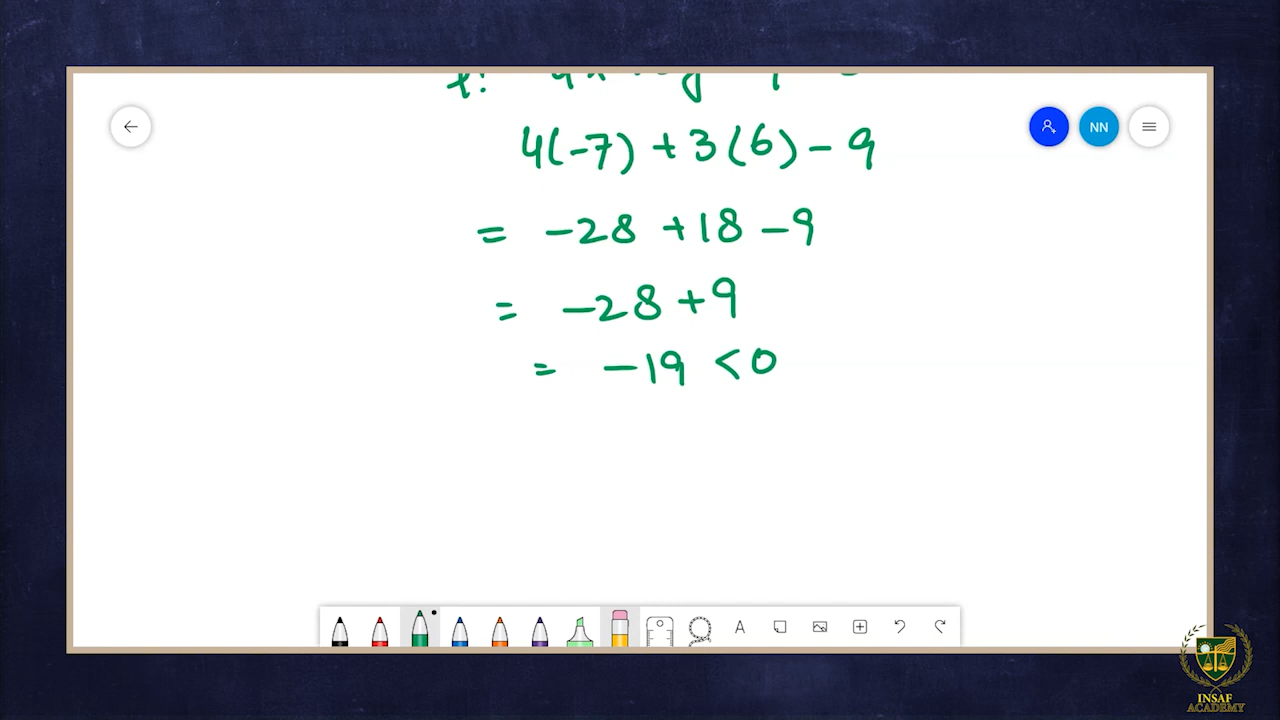 NN
4(-7) + 3(6) - 9
= -28 + 18 - 9
= -28 + 9
= -19 < 0
A
INSAF
ACADEMY